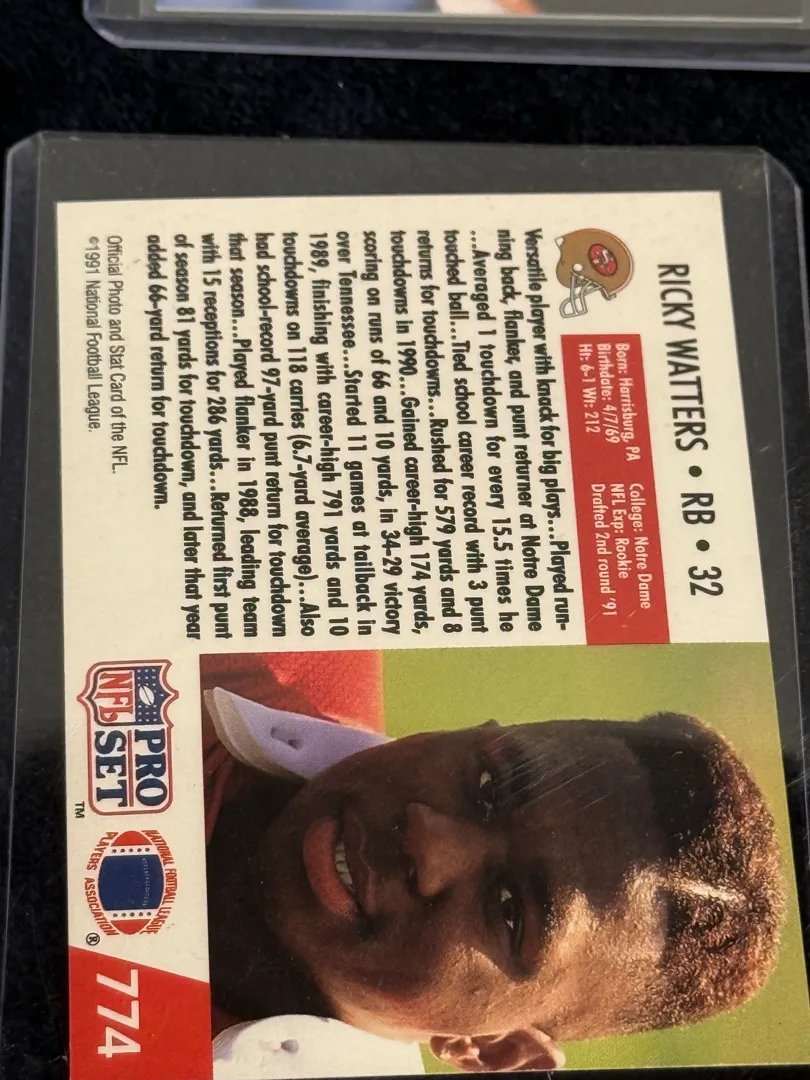 RICKY WATTERS • RB • 32
Born: Harrisburg, PA
Birthdate: 4/7/69
Ht: 6-1 Wt: 212
College: Notre Dame
NFL Exp: Rookie
Drafted 2nd round '91
Versatile player with knack for big plays...Played run-
ning back, flanker, and punt returner at Notre Dame
...Averaged 1 touchdown for every 15.5 times he
touched ball...Tied school career record with 3 punt
returns for touchdowns...Rushed for 579 yards and 8
touchdowns in 1990...Gained career-high 174 yards,
scoring on runs of 66 and 10 yards, in 34-29 victory
over Tennessee...Started 11 games at tailback in
1989, finishing with career-high 791 yards and 10
touchdowns on 118 carries (6.7-yard average)...Also
had school-record 97-yard punt return for touchdown
that season...Played flanker in 1988, leading team
with 15 receptions for 286 yards...Returned first punt
of season 81 yards for touchdown, and later that year
added 66-yard return for touchdown.
Official Photo and Stat Card of the NFL.
©1991 National Football League.
NFL PRO SET ™
NATIONAL FOOTBALL LEAGUE
PLAYERS ASSOCIATION ®
774